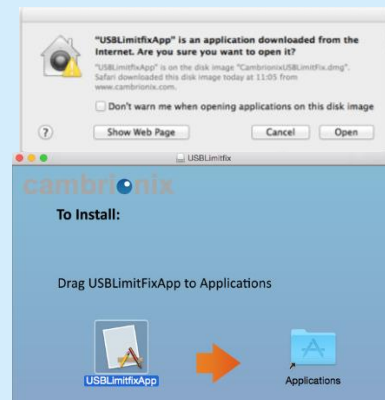 "USBLimitfixApp" is an application downloaded from the
Internet. Are you sure you want to open it?
"USBLimitfixApp" is on the disk image "CambrionixUSBLimitFix.dmg".
Safari downloaded this disk image today at 11:05 from
www.cambrionix.com.
Don't warn me when opening applications on this disk image
?
Show Web Page
Cancel
Open
USBLimitfix
cambrionix
To Install:
Drag USBLimitFixApp to Applications
USBLimitfixApp
Applications